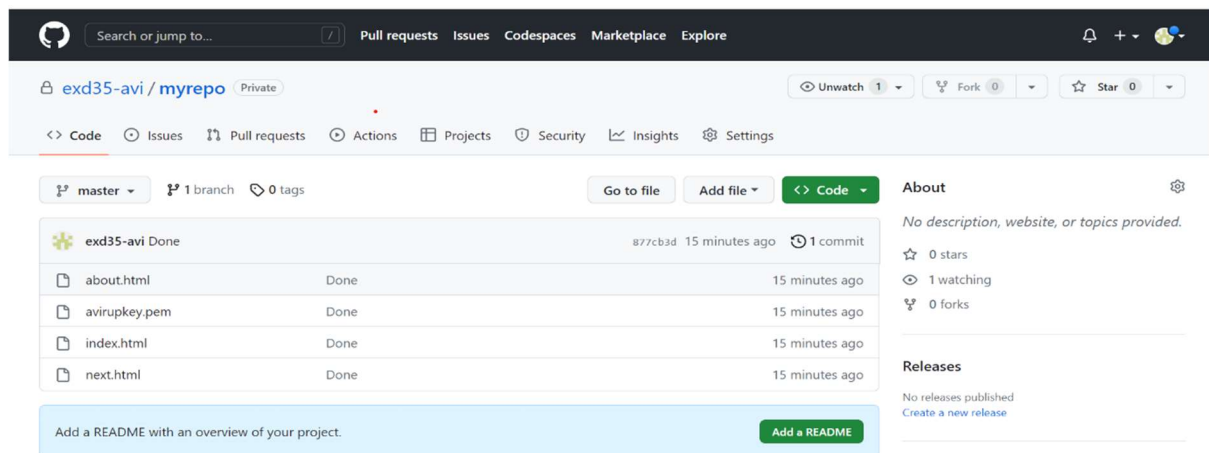 Search or jump to... / Pull requests Issues Codespaces Marketplace Explore
exd35-avi / myrepo Private
Unwatch 1 Fork 0 Star 0
Code Issues Pull requests Actions Projects Security Insights Settings
master 1 branch 0 tags Go to file Add file Code
exd35-avi Done 877cb3d 15 minutes ago 1 commit
about.html Done 15 minutes ago
avirupkey.pem Done 15 minutes ago
index.html Done 15 minutes ago
next.html Done 15 minutes ago
Add a README with an overview of your project. Add a README
About
No description, website, or topics provided.
0 stars
1 watching
0 forks
Releases
No releases published
Create a new release